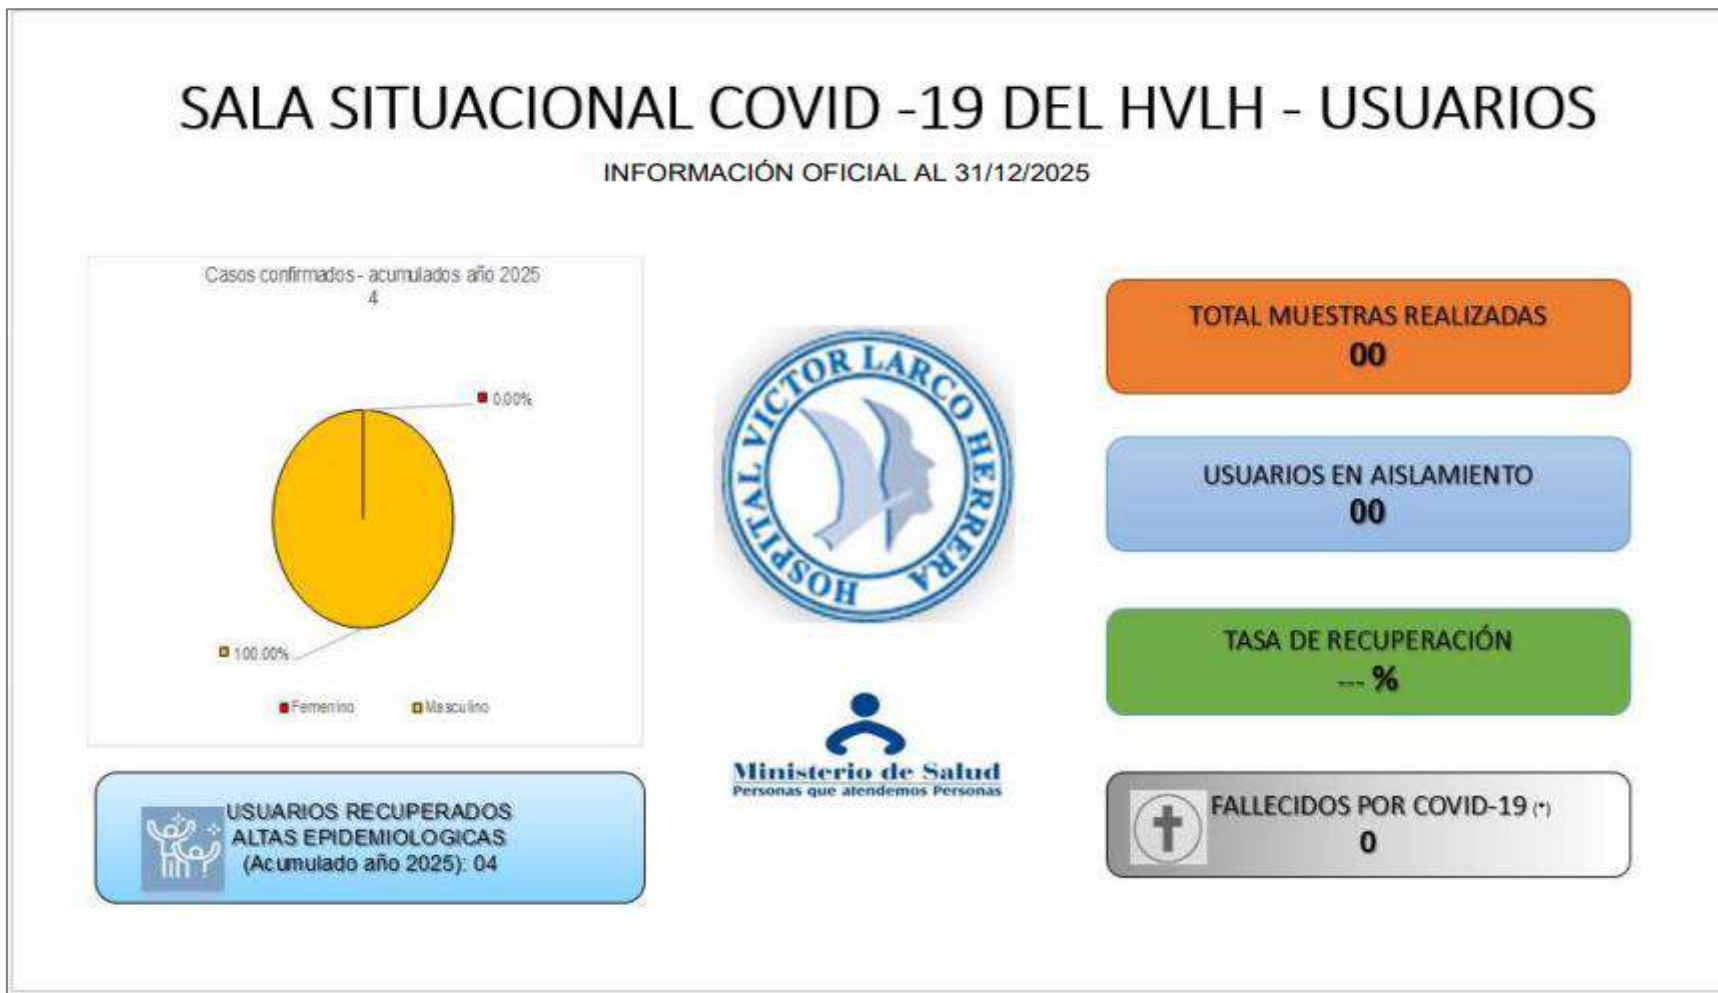 SALA SITUACIONAL COVID -19 DEL HVLH - USUARIOS
INFORMACIÓN OFICIAL AL 31/12/2025
Casos confirmados - acumulados año 2025
4
0.00%
100.00%
Femenino
Masculino
USUARIOS RECUPERADOS
ALTAS EPIDEMIOLOGICAS
(Acumulado año 2025): 04
HOSPITAL VICTOR LARCO HERRERA
Ministerio de Salud
Personas que atendemos Personas
TOTAL MUESTRAS REALIZADAS
00
USUARIOS EN AISLAMIENTO
00
TASA DE RECUPERACIÓN
--- %
FALLECIDOS POR COVID-19 (*)
0